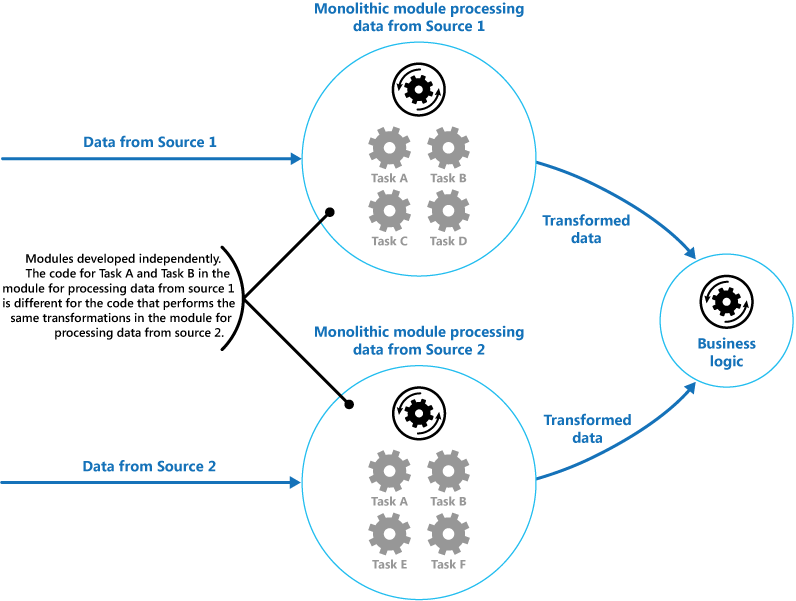 Monolithic module processing
data from Source 1
Data from Source 1
Task A
Task B
Task C
Task D
Transformed
data
Modules developed independently.
The code for Task A and Task B in the
module for processing data from source 1
is different for the code that performs the
same transformations in the module for
processing data from source 2.
Business
logic
Monolithic module processing
data from Source 2
Transformed
data
Data from Source 2
Task A
Task B
Task E
Task F